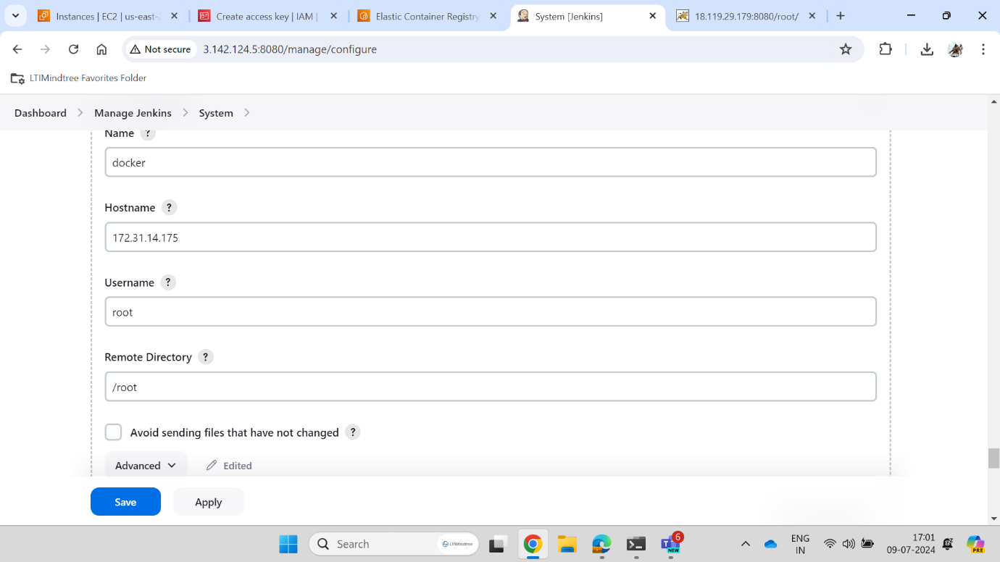 Instances | EC2 | us-east-
Create access key | IAM |
Elastic Container Registry
System [Jenkins]
18.119.29.179:8080/root/
Not secure
3.142.124.5:8080/manage/configure
LTIMindtree Favorites Folder
Dashboard
Manage Jenkins
System
Name ?
docker
Hostname ?
172.31.14.175
Username ?
root
Remote Directory ?
/root
Avoid sending files that have not changed ?
Advanced
Edited
Save
Apply
Search
LTIMindtree
6
NEW
ENG
IN
17:01
09-07-2024
PRE